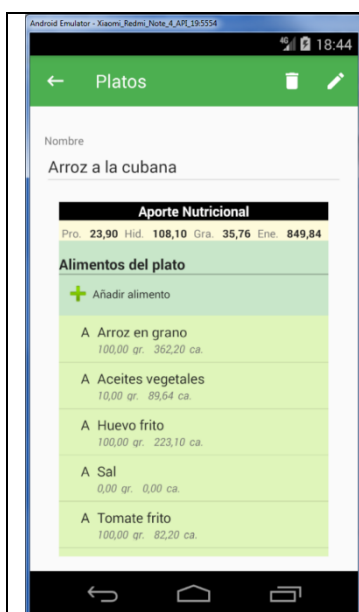 Android Emulator - Xiaomi_Redmi_Note_4_API_19:5554
4G 18:44
Platos
Nombre
Arroz a la cubana
Aporte Nutricional
Pro. 23,90 Hid. 108,10 Gra. 35,76 Ene. 849,84
Alimentos del plato
Añadir alimento
A Arroz en grano
100,00 gr. 362,20 ca.
A Aceites vegetales
10,00 gr. 89,64 ca.
A Huevo frito
100,00 gr. 223,10 ca.
A Sal
0,00 gr. 0,00 ca.
A Tomate frito
100,00 gr. 82,20 ca.